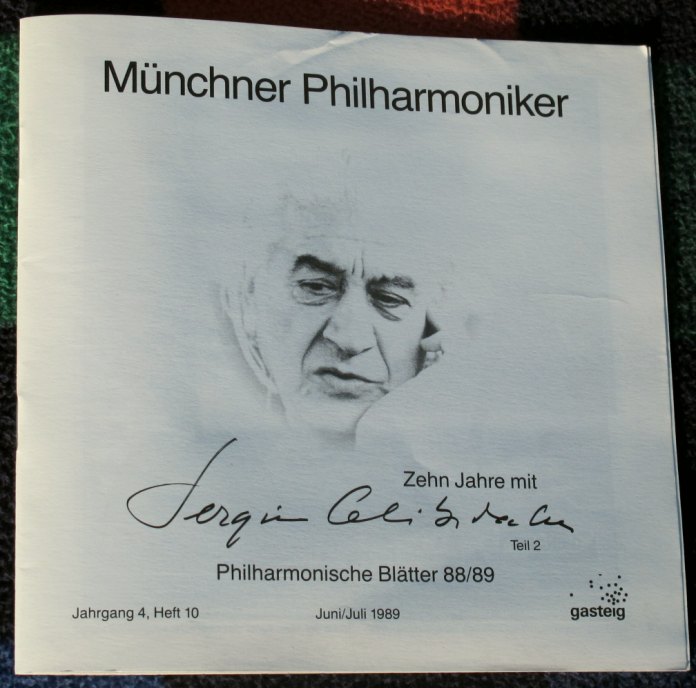 Münchner Philharmoniker
Zehn Jahre mit
Sergiu Celibidache
Teil 2
Philharmonische Blätter 88/89
Jahrgang 4, Heft 10
Juni/Juli 1989
gasteig